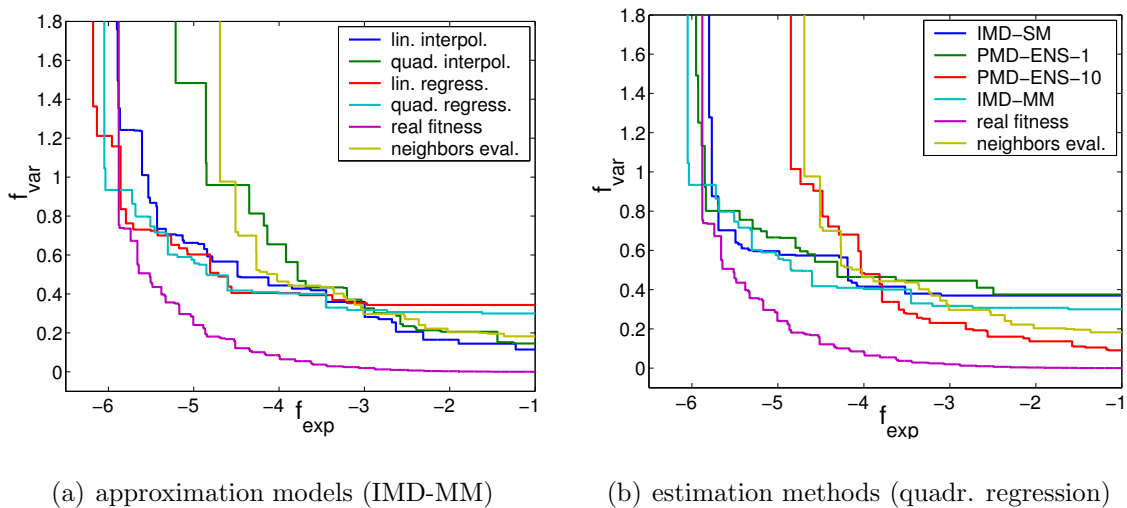 1.8
1.6
1.4
1.2
1
0.8
0.6
0.4
0.2
0
f_var
−6 −5 −4 −3 −2 −1
f_exp
lin. interpol.
quad. interpol.
lin. regress.
quad. regress.
real fitness
neighbors eval.
(a) approximation models (IMD-MM)
1.8
1.6
1.4
1.2
1
0.8
0.6
0.4
0.2
0
f_var
−6 −5 −4 −3 −2 −1
f_exp
IMD−SM
PMD−ENS−1
PMD−ENS−10
IMD−MM
real fitness
neighbors eval.
(b) estimation methods (quadr. regression)